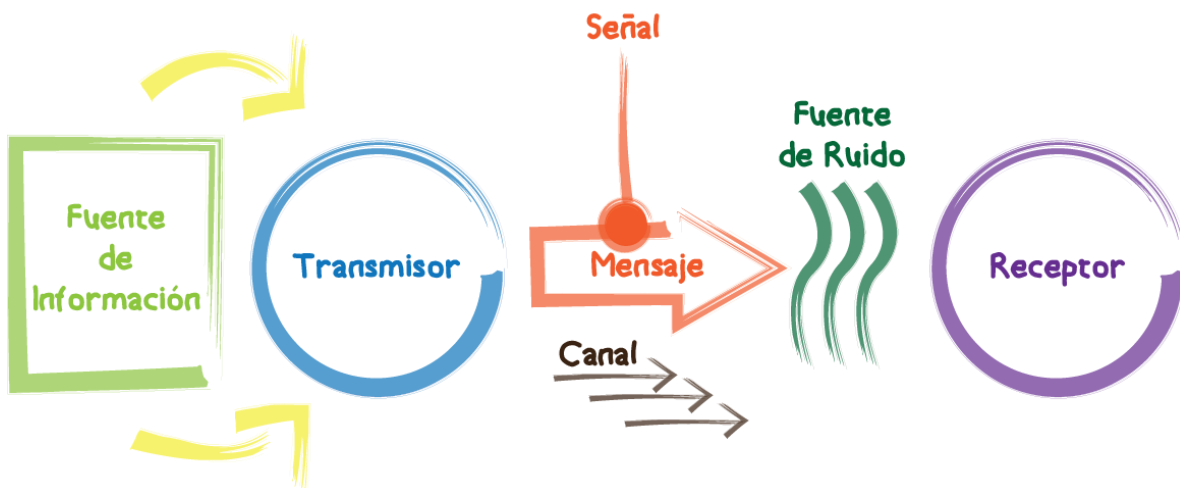 Fuente
de
Información
Transmisor
Señal
Mensaje
Canal
Fuente
de Ruido
Receptor